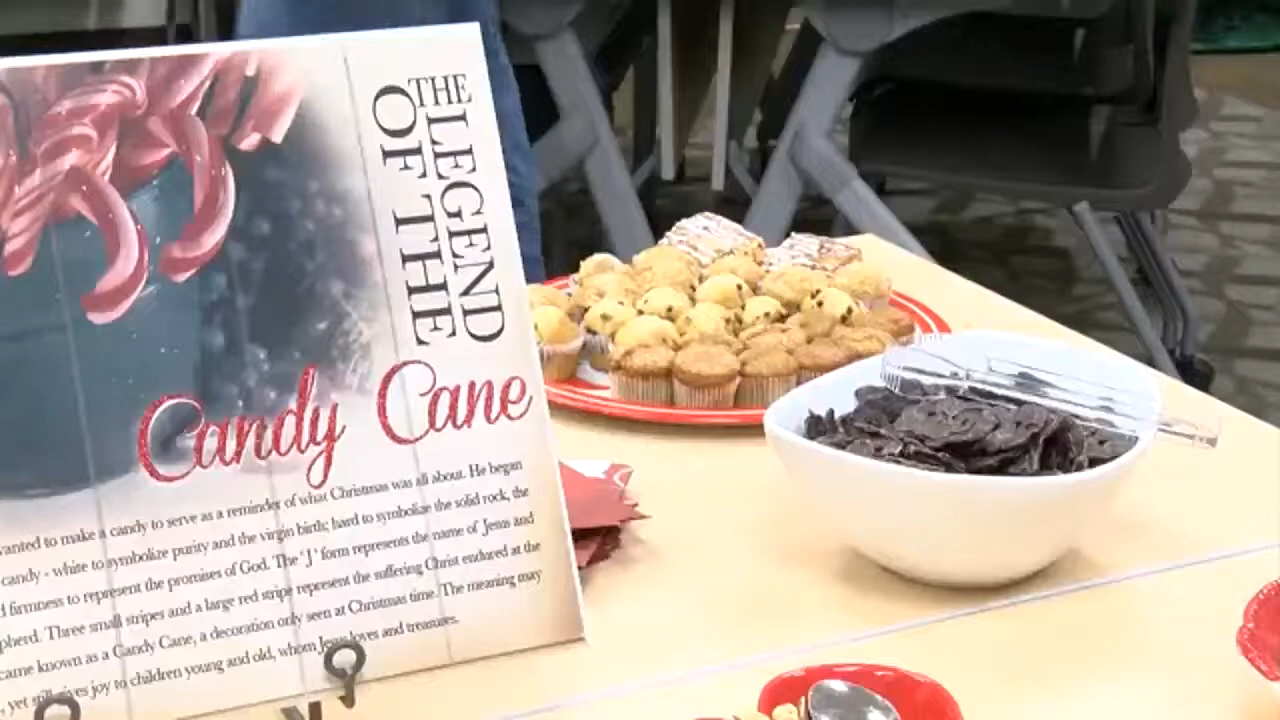 THE LEGEND
OF THE
Candy Cane
wanted to make a candy to serve as a reminder of what Christmas was all about. He began
candy - white to symbolize purity and the virgin birth; hard to symbolize the solid rock, the
firmness to represent the promises of God. The 'J' form represents the name of Jesus and
pherd. Three small stripes and a large red stripe represent the suffering Christ endured at the
came known as a Candy Cane, a decoration only seen at Christmas time. The meaning may
, yet still gives joy to children young and old, whom Jesus loves and treasures.